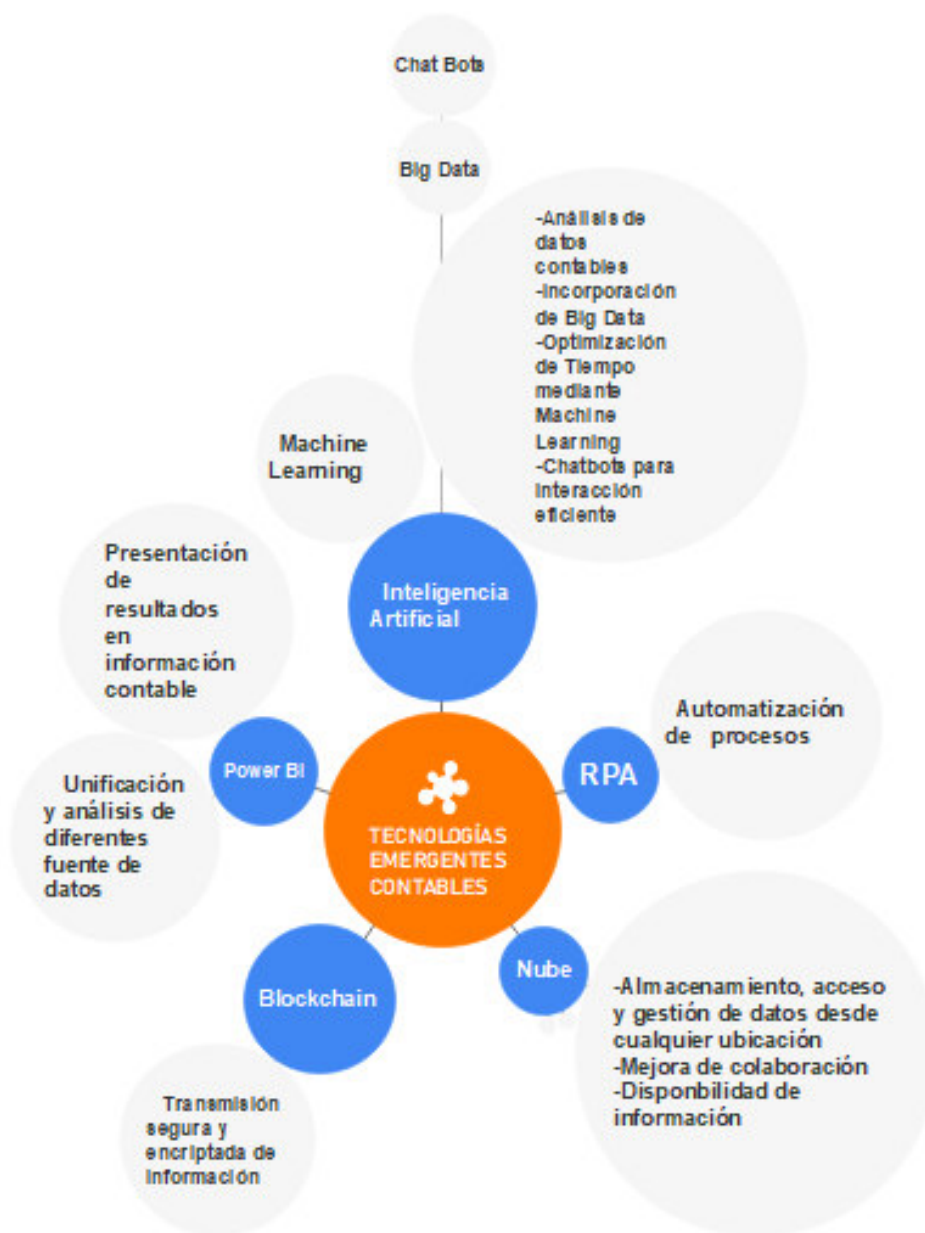 Chat Bots
Big Data
-Análisis de
datos
contables
-Incorporación
de Big Data
-Optimización
de Tiempo
mediante
Machine
Learning
-Chatbots para
interacción
eficiente
Machine
Learning
Presentación
de
resultados
en
información
contable
Inteligencia
Artificial
Automatización
de procesos
Power BI
RPA
Unificación
y análisis de
diferentes
fuente de
datos
TECNOLOGÍAS
EMERGENTES
CONTABLES
Blockchain
Nube
-Almacenamiento, acceso
y gestión de datos desde
cualquier ubicación
-Mejora de colaboración
-Disponbilidad de
información
Transmisión
segura y
encriptada de
información